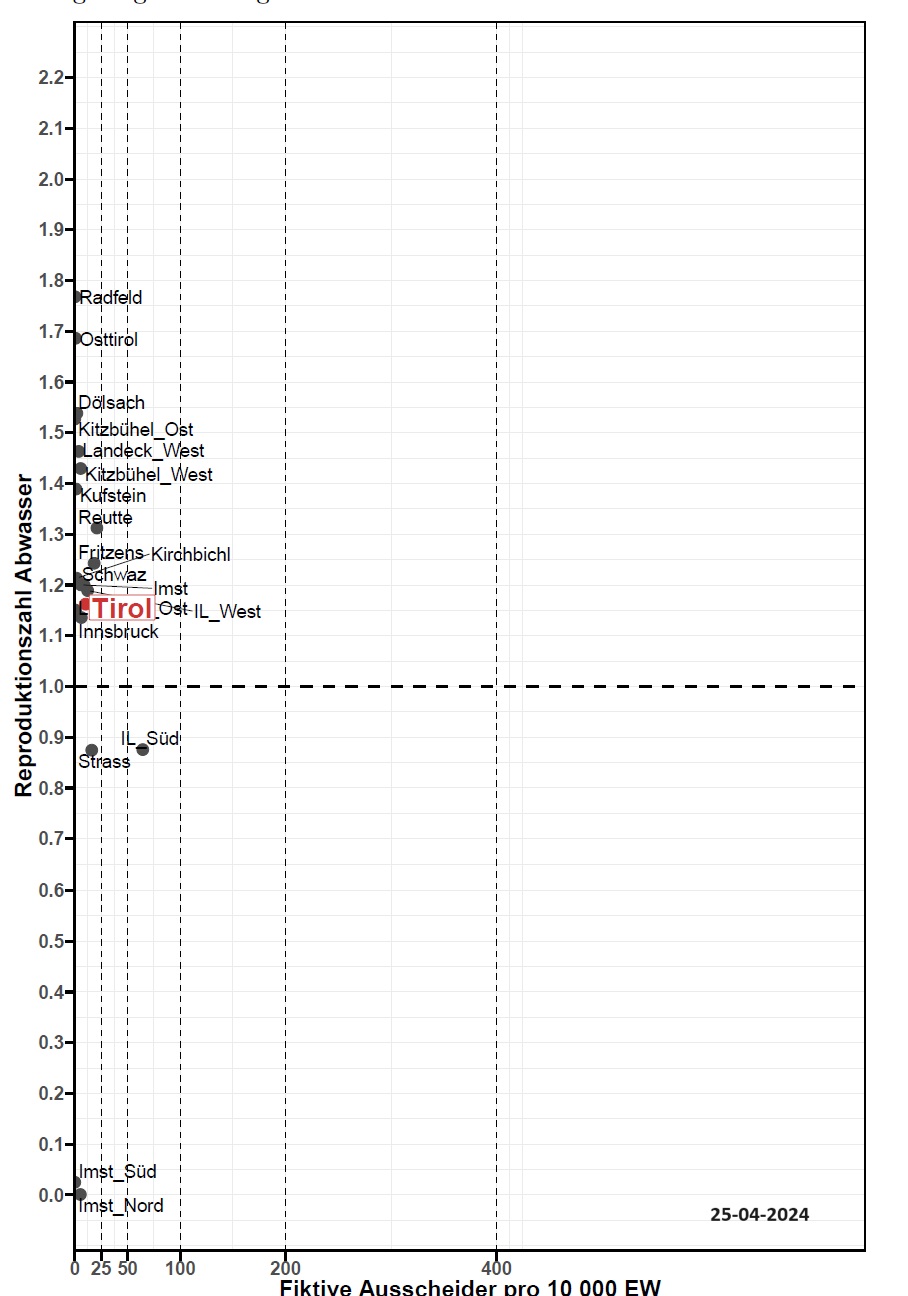 2.2
2.1
2.0
1.9
1.8
Radfeld
1.7
Osttirol
1.6
Dölsach
1.5
Kitzbühel_Ost
Landeck_West
Kitzbühel_West
1.4
Kufstein
Reutte
1.3
Fritzens
Kirchbichl
Schwaz
1.2
Imst
Tirol
_Ost
IL_West
Innsbruck
1.1
1.0
0.9
IL_Süd
Strass
0.8
0.7
0.6
0.5
0.4
0.3
0.2
0.1
Imst_Süd
0.0
Imst_Nord
25-04-2024
Reproduktionszahl Abwasser
0 25 50 100 200 400
Fiktive Ausscheider pro 10 000 EW